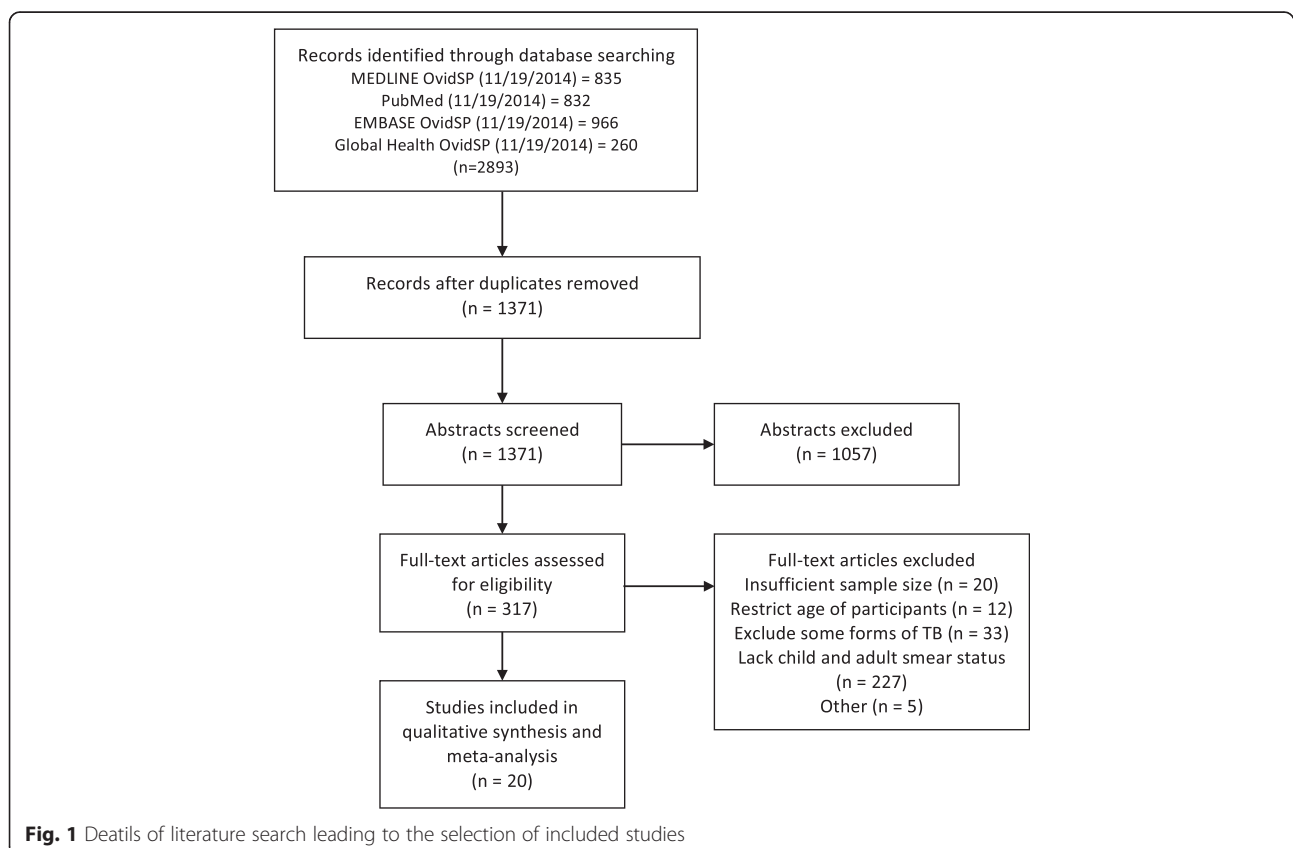 Records identified through database searching
MEDLINE OvidSP (11/19/2014) = 835
PubMed (11/19/2014) = 832
EMBASE OvidSP (11/19/2014) = 966
Global Health OvidSP (11/19/2014) = 260
(n=2893)
Records after duplicates removed
(n = 1371)
Abstracts screened
(n = 1371)
Abstracts excluded
(n = 1057)
Full-text articles assessed
for eligibility
(n = 317)
Full-text articles excluded
Insufficient sample size (n = 20)
Restrict age of participants (n = 12)
Exclude some forms of TB (n = 33)
Lack child and adult smear status
(n = 227)
Other (n = 5)
Studies included in
qualitative synthesis and
meta-analysis
(n = 20)
Fig. 1 Deatils of literature search leading to the selection of included studies